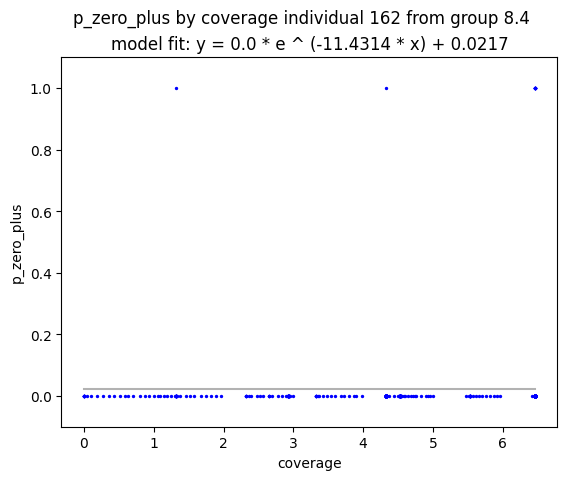 p_zero_plus by coverage individual 162 from group 8.4
model fit: y = 0.0 * e ^ (-11.4314 * x) + 0.0217
1.0
0.8
0.6
0.4
0.2
0.0
p_zero_plus
0 1 2 3 4 5 6
coverage